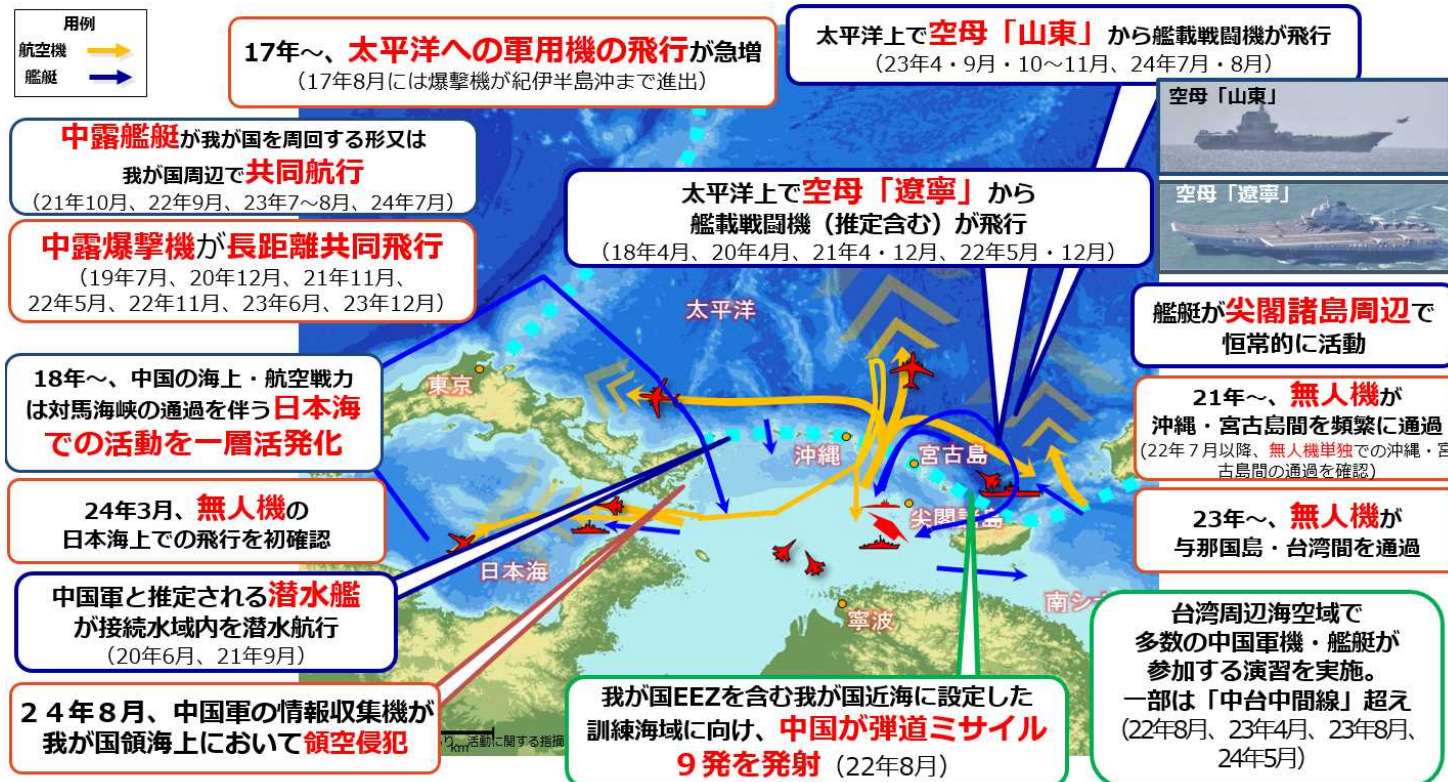 用例
航空機
艦艇
17年～、太平洋への軍用機の飛行が急増
（17年8月には爆撃機が紀伊半島沖まで進出）
太平洋上で空母「山東」から艦載戦闘機が飛行
（23年4・9月・10～11月、24年7月・8月）
空母「山東」
空母「遼寧」
中露艦艇が我が国を周回する形又は
我が国周辺で共同航行
（21年10月、22年9月、23年7～8月、24年7月）
太平洋上で空母「遼寧」から
艦載戦闘機（推定含む）が飛行
（18年4月、20年4月、21年4・12月、22年5月・12月）
中露爆撃機が長距離共同飛行
（19年7月、20年12月、21年11月、
22年5月、22年11月、23年6月、23年12月）
艦艇が尖閣諸島周辺で
恒常的に活動
18年～、中国の海上・航空戦力
は対馬海峡の通過を伴う日本海
での活動を一層活発化
21年～、無人機が
沖縄・宮古島間を頻繁に通過
（22年７月以降、無人機単独での沖縄・宮
古島間の通過を確認）
24年3月、無人機の
日本海上での飛行を初確認
23年～、無人機が
与那国島・台湾間を通過
中国軍と推定される潜水艦
が接続水域内を潜水航行
（20年6月、21年9月）
台湾周辺海空域で
多数の中国軍機・艦艇が
参加する演習を実施。
一部は「中台中間線」超え
（22年8月、23年4月、23年8月、
24年5月）
２４年８月、中国軍の情報収集機が
我が国領海上において領空侵犯
我が国EEZを含む我が国近海に設定した
訓練海域に向け、中国が弾道ミサイル
９発を発射（22年8月）
太平洋
東京
沖縄
宮古島
尖閣諸島
日本海
寧波
南シナ
km
活動に関する指摘